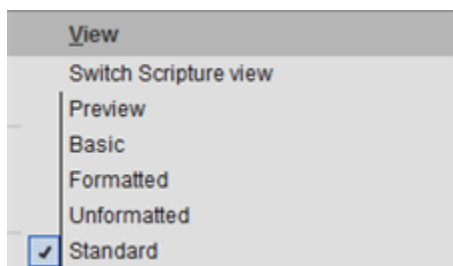 View
Switch Scripture view
Preview
Basic
Formatted
Unformatted
Standard